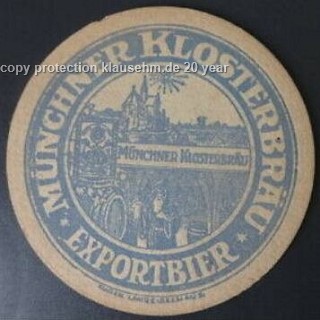 copy protection klausehm.de 20 year
MÜNCHNER KLOSTERBRÄU
MÜNCHNER KLOSTERBRÄU
* EXPORTBIER *